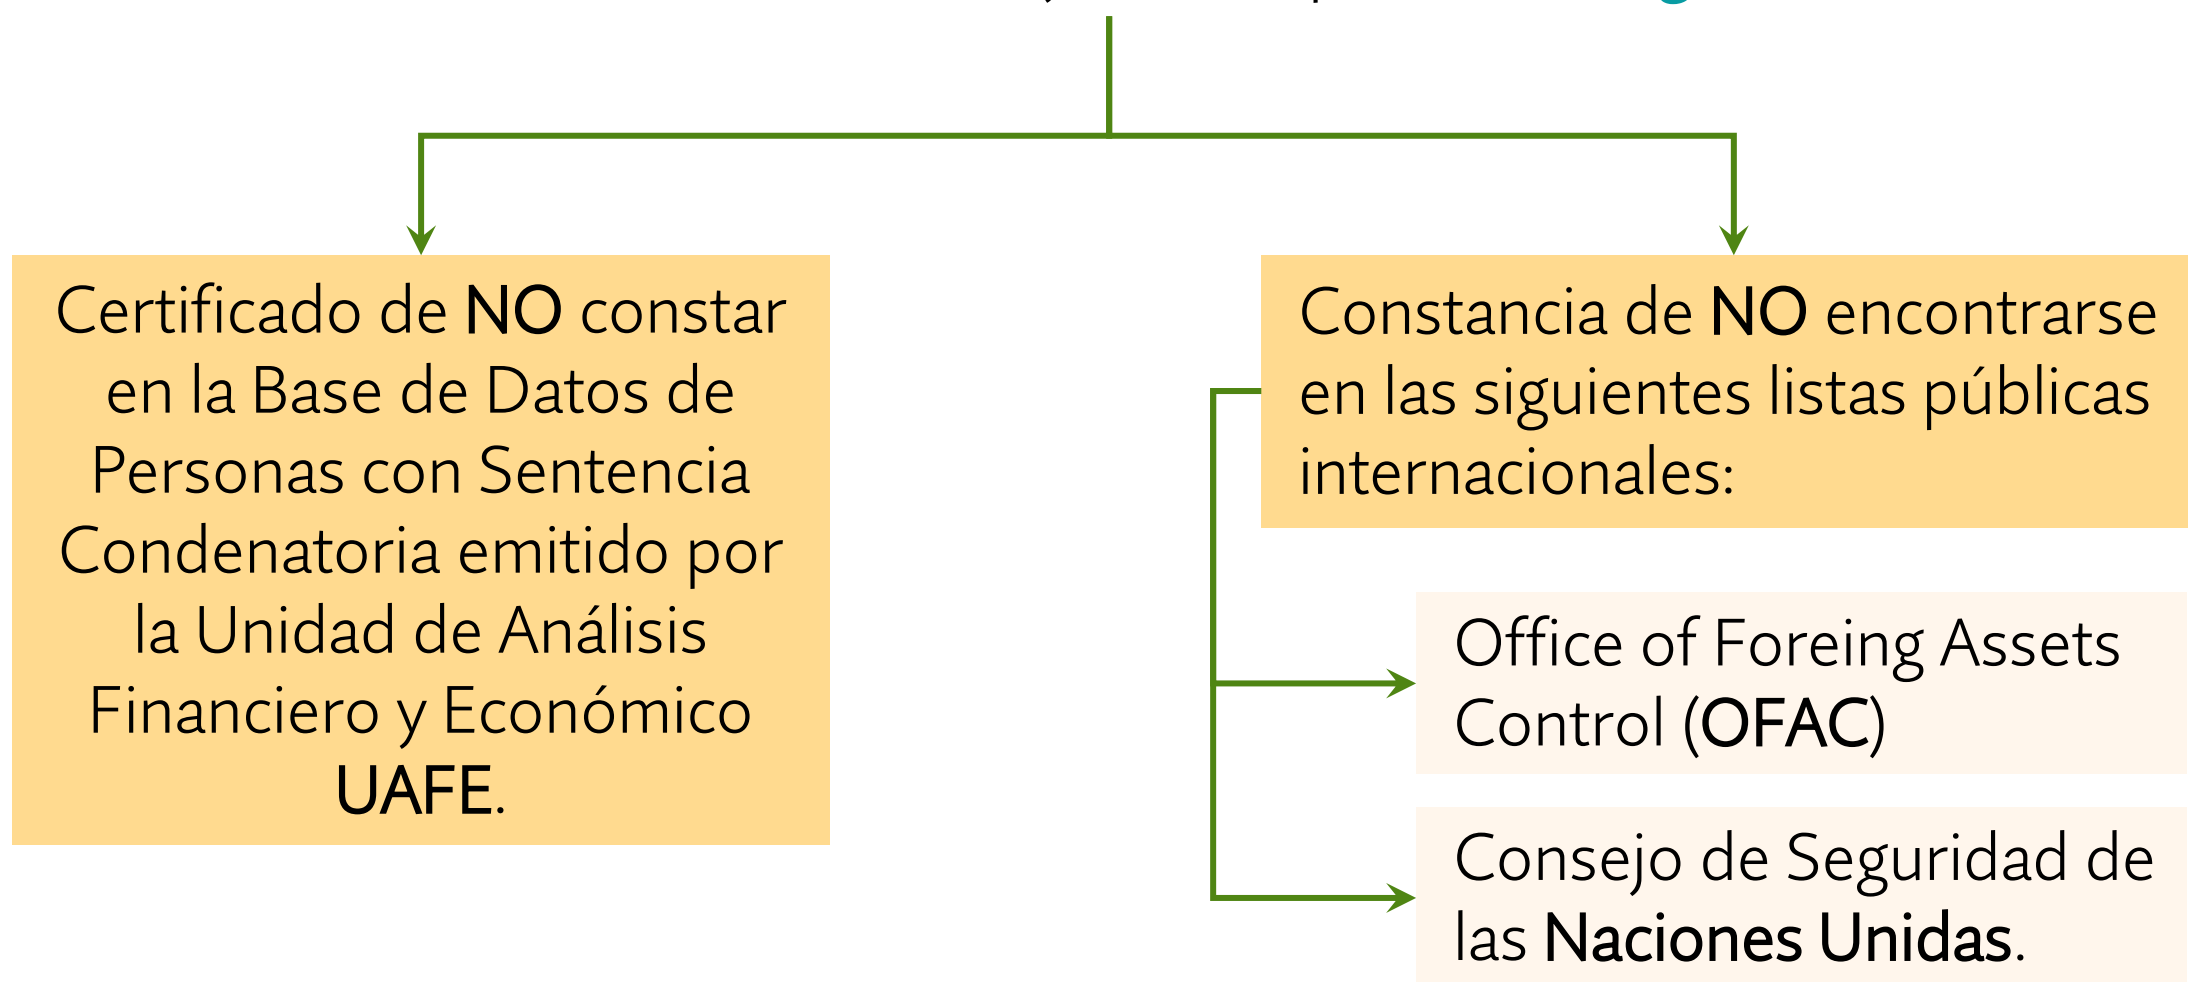 Certificado de NO constar
en la Base de Datos de
Personas con Sentencia
Condenatoria emitido por
la Unidad de Análisis
Financiero y Económico
UAFE.
Constancia de NO encontrarse
en las siguientes listas públicas
internacionales:
Office of Foreing Assets
Control (OFAC)
Consejo de Seguridad de
las Naciones Unidas.